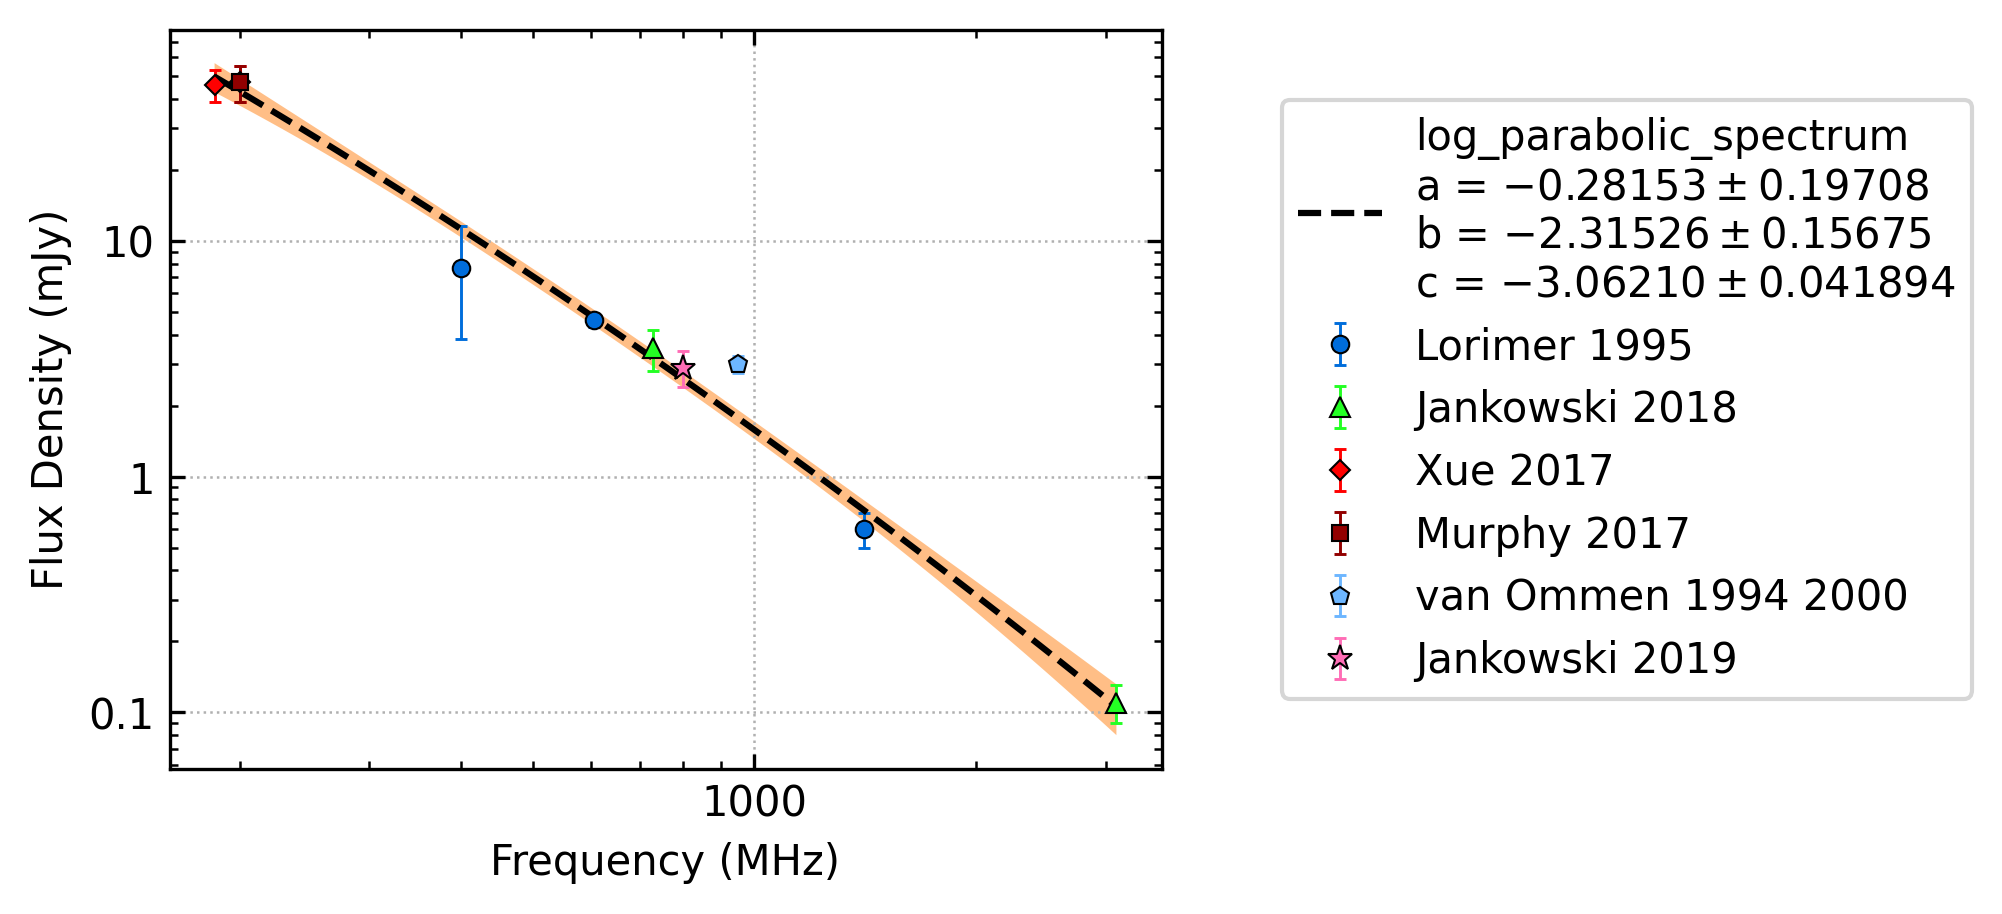 10
1
0.1
Flux Density (mJy)
1000
Frequency (MHz)
log_parabolic_spectrum
a = −0.28153 ± 0.19708
b = −2.31526 ± 0.15675
c = −3.06210 ± 0.041894
Lorimer 1995
Jankowski 2018
Xue 2017
Murphy 2017
van Ommen 1994 2000
Jankowski 2019